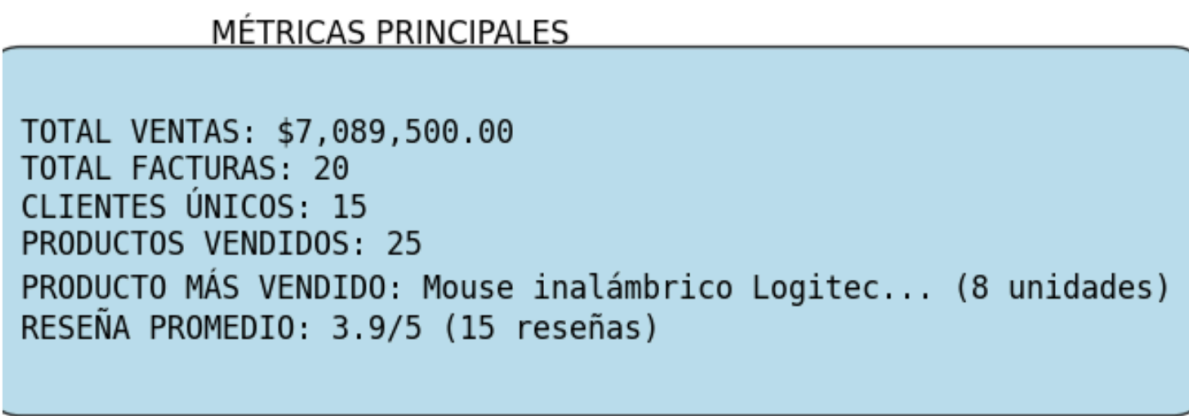 MÉTRICAS PRINCIPALES
TOTAL VENTAS: $7,089,500.00
TOTAL FACTURAS: 20
CLIENTES ÚNICOS: 15
PRODUCTOS VENDIDOS: 25
PRODUCTO MÁS VENDIDO: Mouse inalámbrico Logitec... (8 unidades)
RESEÑA PROMEDIO: 3.9/5 (15 reseñas)